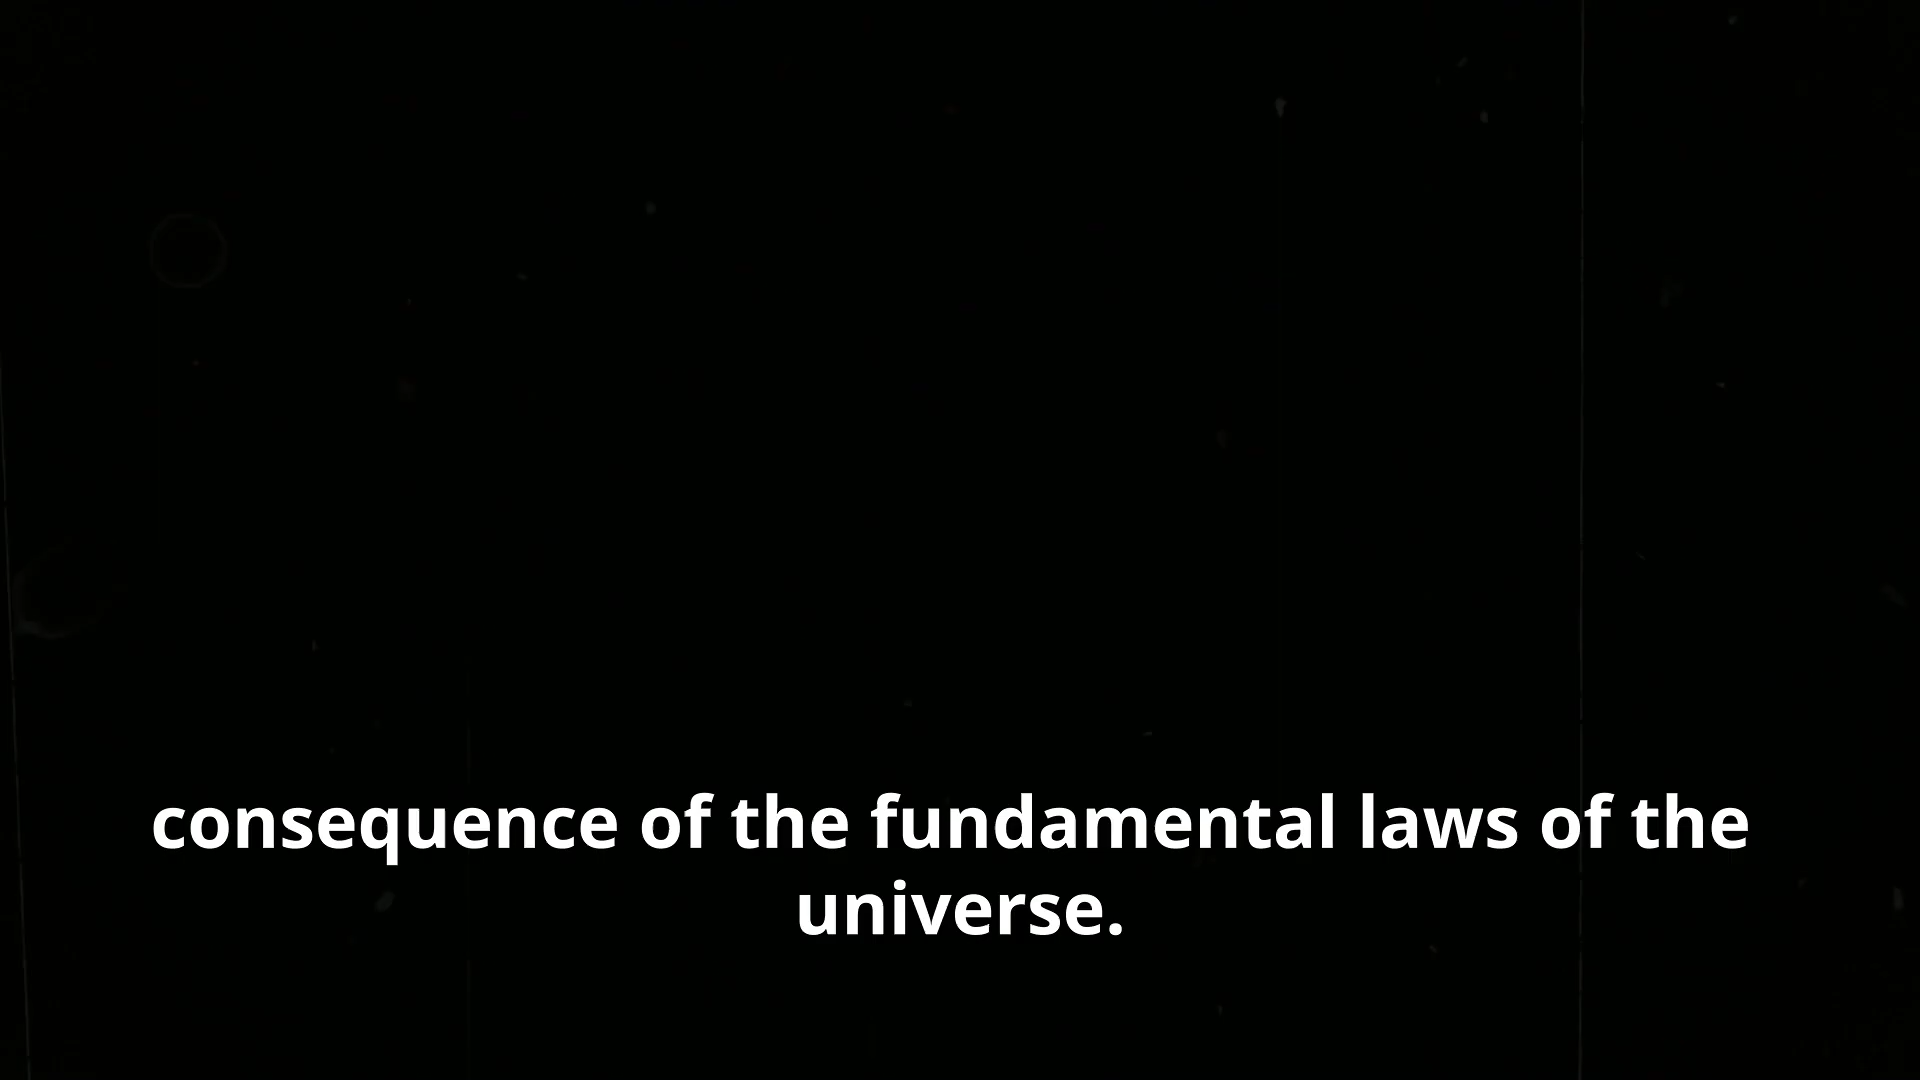 consequence of the fundamental laws of the
universe.